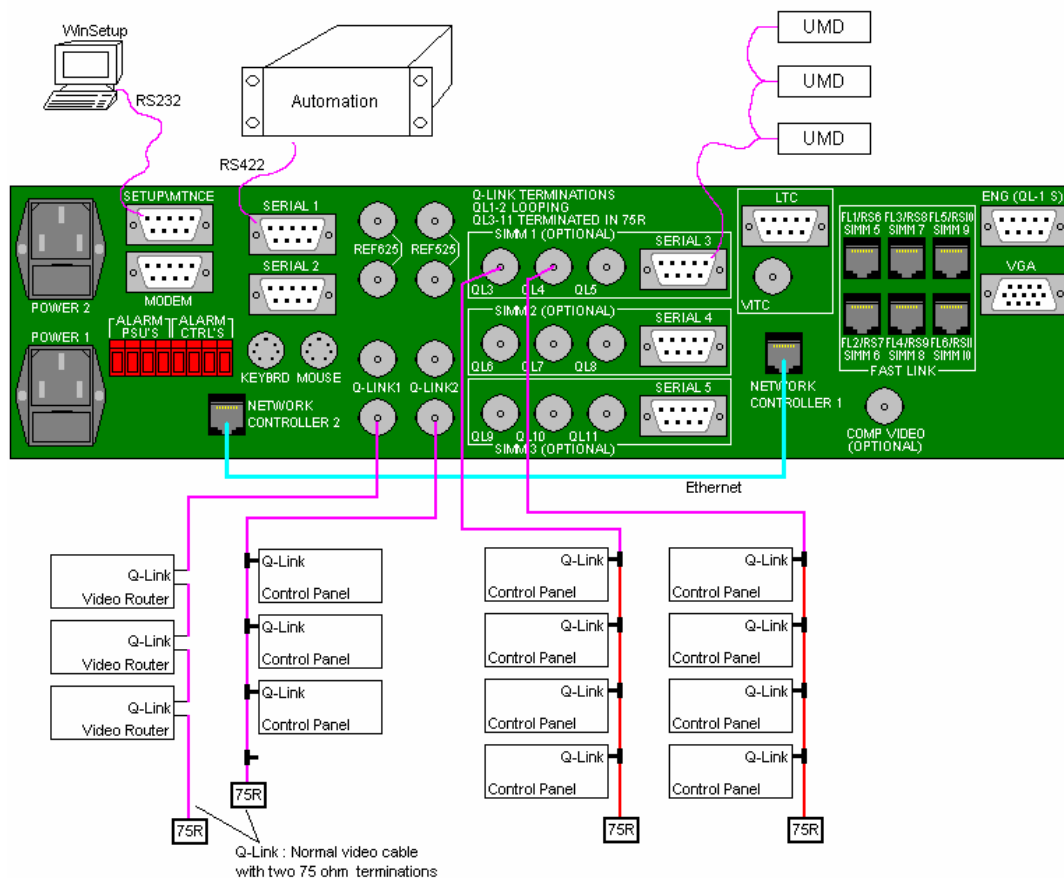 WinSetup
RS232
Automation
RS422
UMD
UMD
UMD
SETUP\MTNCE
MODEM
POWER 2
POWER 1
ALARM
PSU'S
ALARM
CTRL'S
SERIAL 1
SERIAL 2
KEYBRD
MOUSE
NETWORK
CONTROLLER 2
REF625
REF525
Q-LINK1
Q-LINK2
Q-LINK TERMINATIONS
QL1-2 LOOPING
QL3-11 TERMINATED IN 75R
SIMM 1 (OPTIONAL)
QL3
QL4
QL5
SERIAL 3
SIMM 2 (OPTIONAL)
QL6
QL7
QL8
SERIAL 4
QL9
QL10
QL11
SERIAL 5
SIMM 3 (OPTIONAL)
LTC
VITC
NETWORK
CONTROLLER 1
FL1/RS6
SIMM 5
FL3/RS8
SIMM 7
FL5/RS10
SIMM 9
FL2/RS7
SIMM 6
FL4/RS9
SIMM 8
FL6/RS11
SIMM 10
FAST LINK
COMP VIDEO
(OPTIONAL)
ENG (QL-1 S)
VGA
Ethernet
Q-Link
Video Router
Q-Link
Video Router
Q-Link
Video Router
75R
Q-Link
Control Panel
Q-Link
Control Panel
Q-Link
Control Panel
75R
Q-Link : Normal video cable
with two 75 ohm terminations
Q-Link
Control Panel
Q-Link
Control Panel
Q-Link
Control Panel
Q-Link
Control Panel
75R
Q-Link
Control Panel
Q-Link
Control Panel
Q-Link
Control Panel
Q-Link
Control Panel
75R